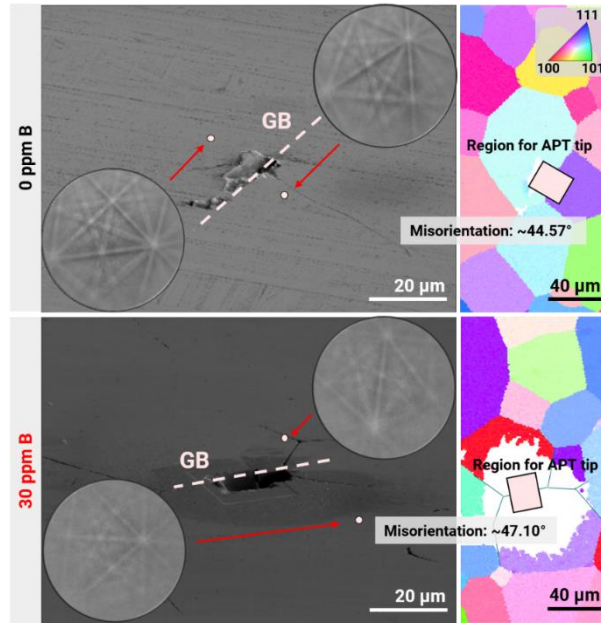 0 ppm B
GB
20 µm
111
100
101
Region for APT tip
Misorientation: ~44.57°
40 µm
30 ppm B
GB
20 µm
Region for APT tip
Misorientation: ~47.10°
40 µm